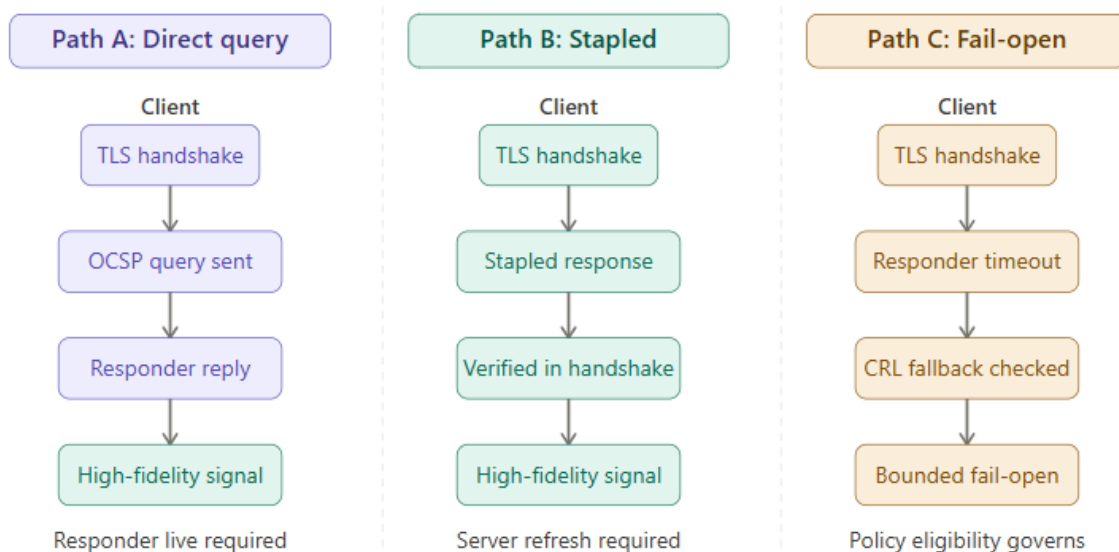 Path A: Direct query
Client
TLS handshake
OCSP query sent
Responder reply
High-fidelity signal
Responder live required
Path B: Stapled
Client
TLS handshake
Stapled response
Verified in handshake
High-fidelity signal
Server refresh required
Path C: Fail-open
Client
TLS handshake
Responder timeout
CRL fallback checked
Bounded fail-open
Policy eligibility governs